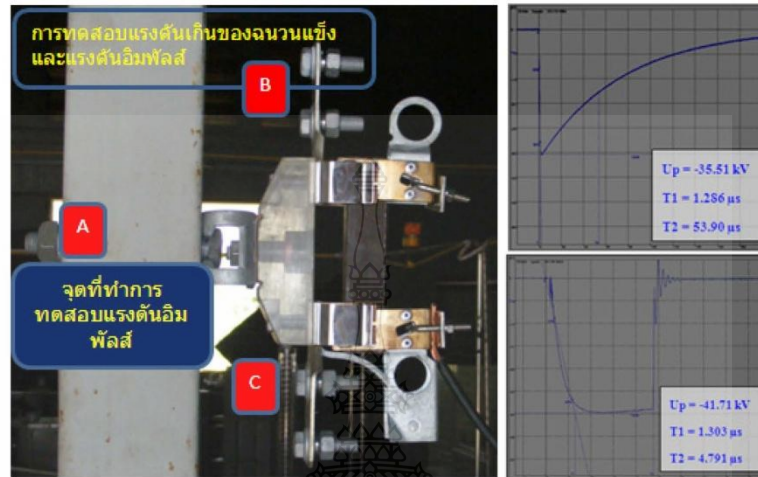 การทดสอบแรงดันเกินของฉนวนแข็ง
และแรงดันอิมพัลส์
B
A
จุดที่ทำการ
ทดสอบแรงดันอิม
พัลส์
C
Up = -35.51 kV
T1 = 1.286 µs
T2 = 53.90 µs
Up = -41.71 kV
T1 = 1.303 µs
T2 = 4.791 µs